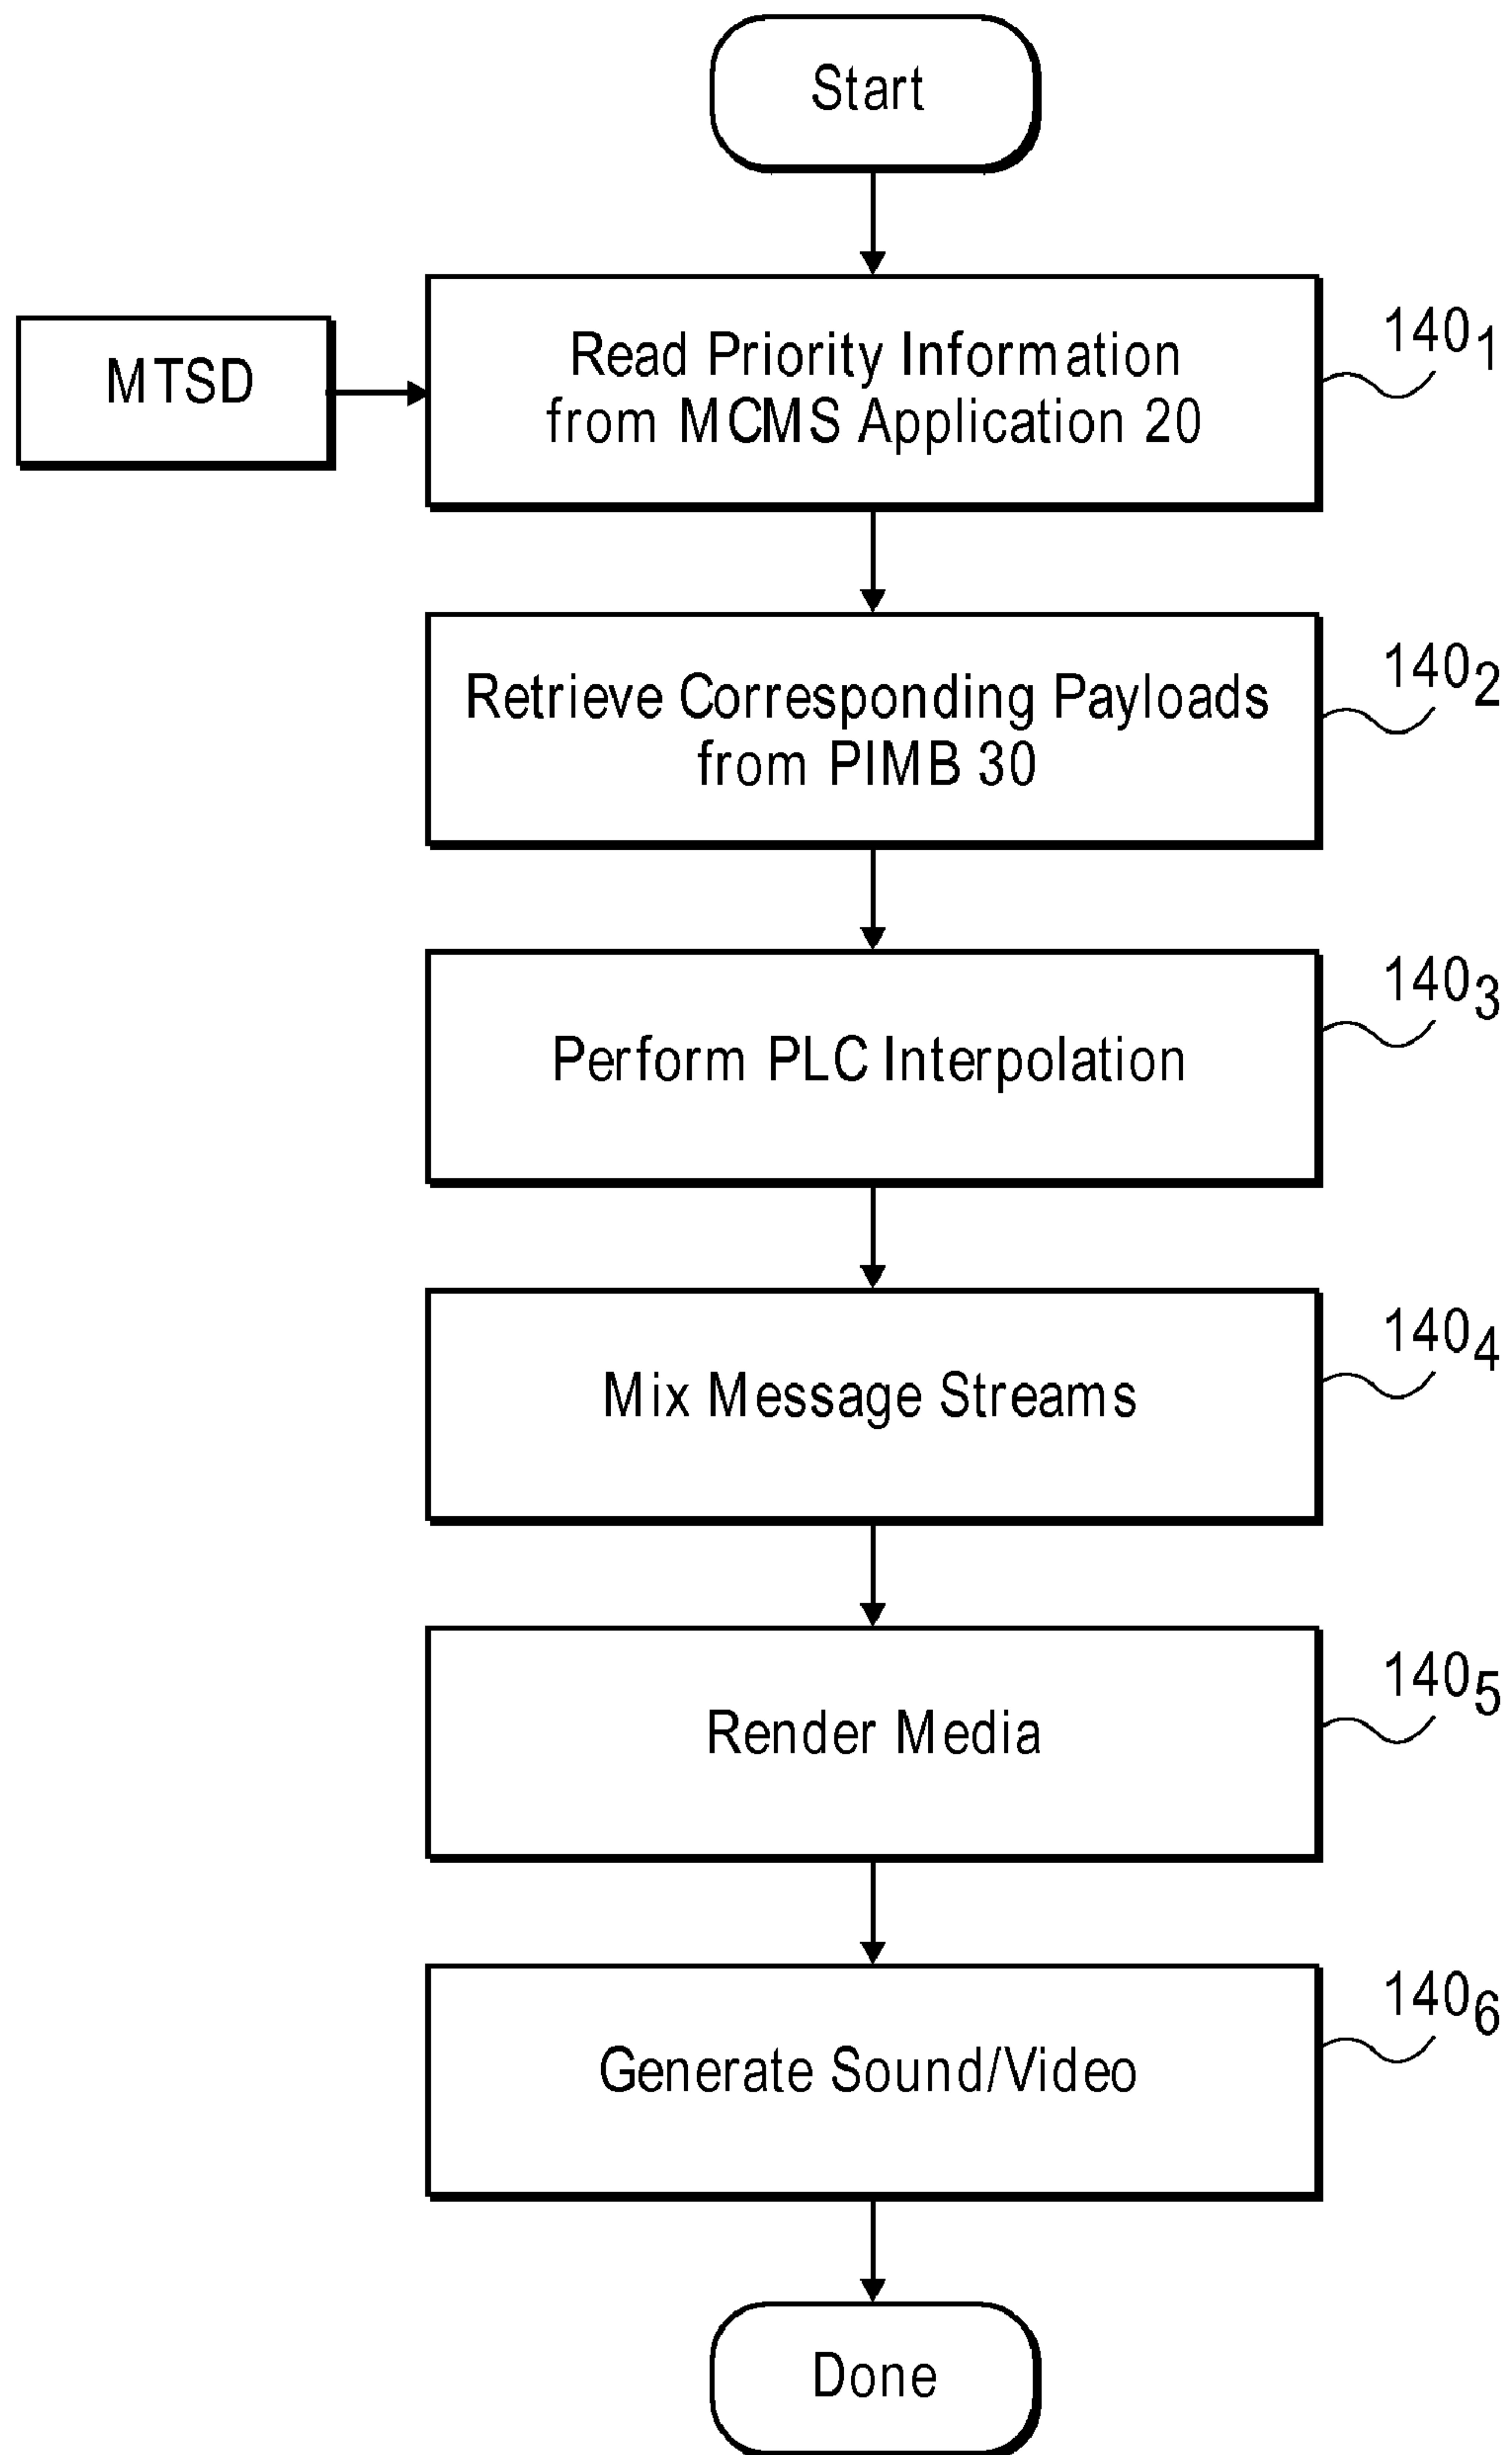 Start
MTSD
Read Priority Information
from MCMS Application 20
140₁
Retrieve Corresponding Payloads
from PIMB 30
140₂
Perform PLC Interpolation
140₃
Mix Message Streams
140₄
Render Media
140₅
Generate Sound/Video
140₆
Done